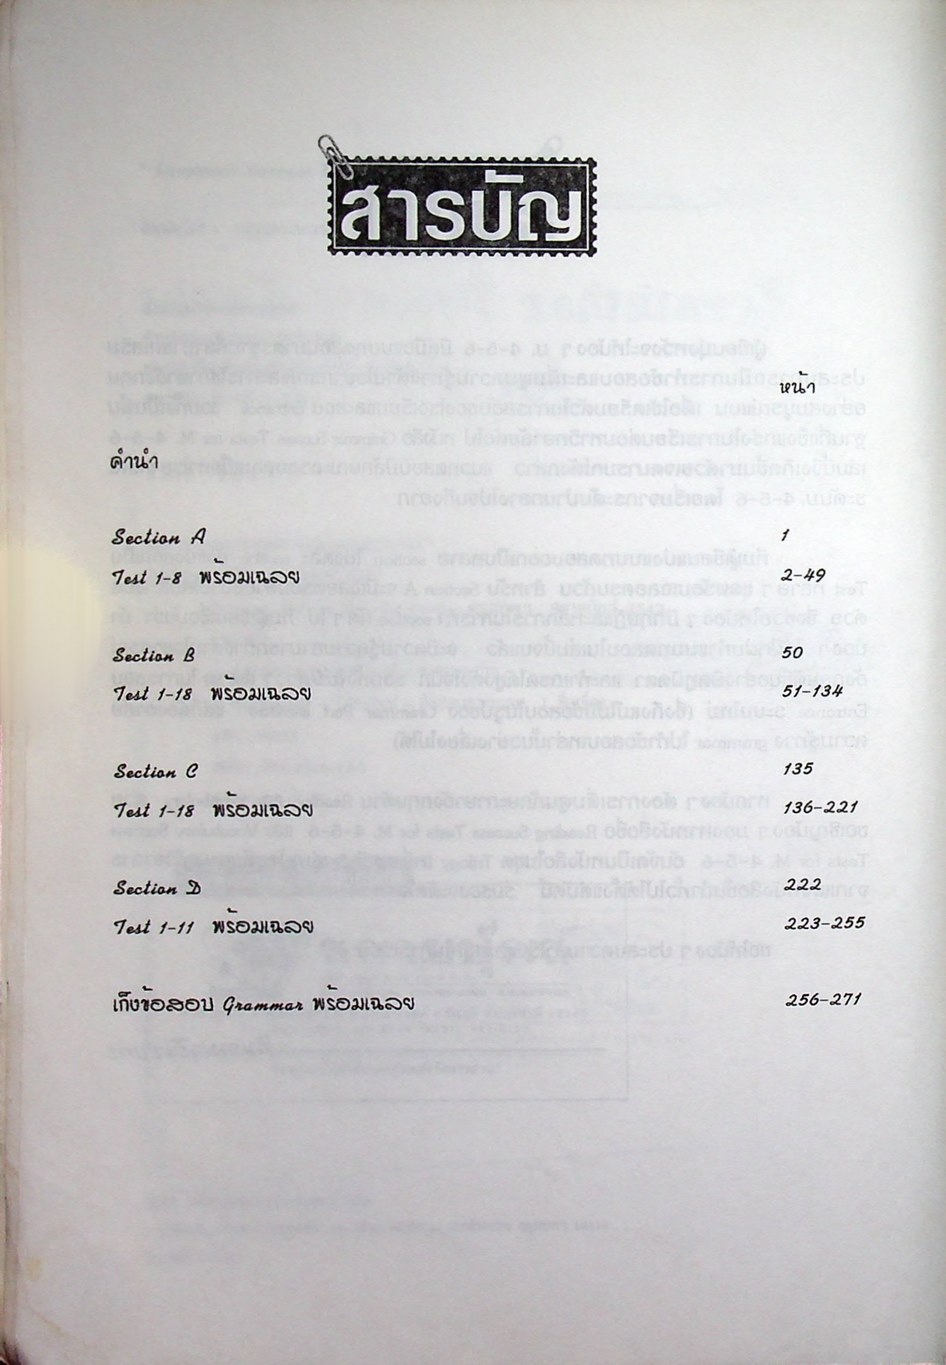 สารบัญ
หน้า
คำนำ
Section A 1
Test 1-8 พร้อมเฉลย 2-49
Section B 50
Test 1-18 พร้อมเฉลย 51-134
Section C 135
Test 1-18 พร้อมเฉลย 136-221
Section D 222
Test 1-11 พร้อมเฉลย 223-255
เก็งข้อสอบ Grammar พร้อมเฉลย 256-271